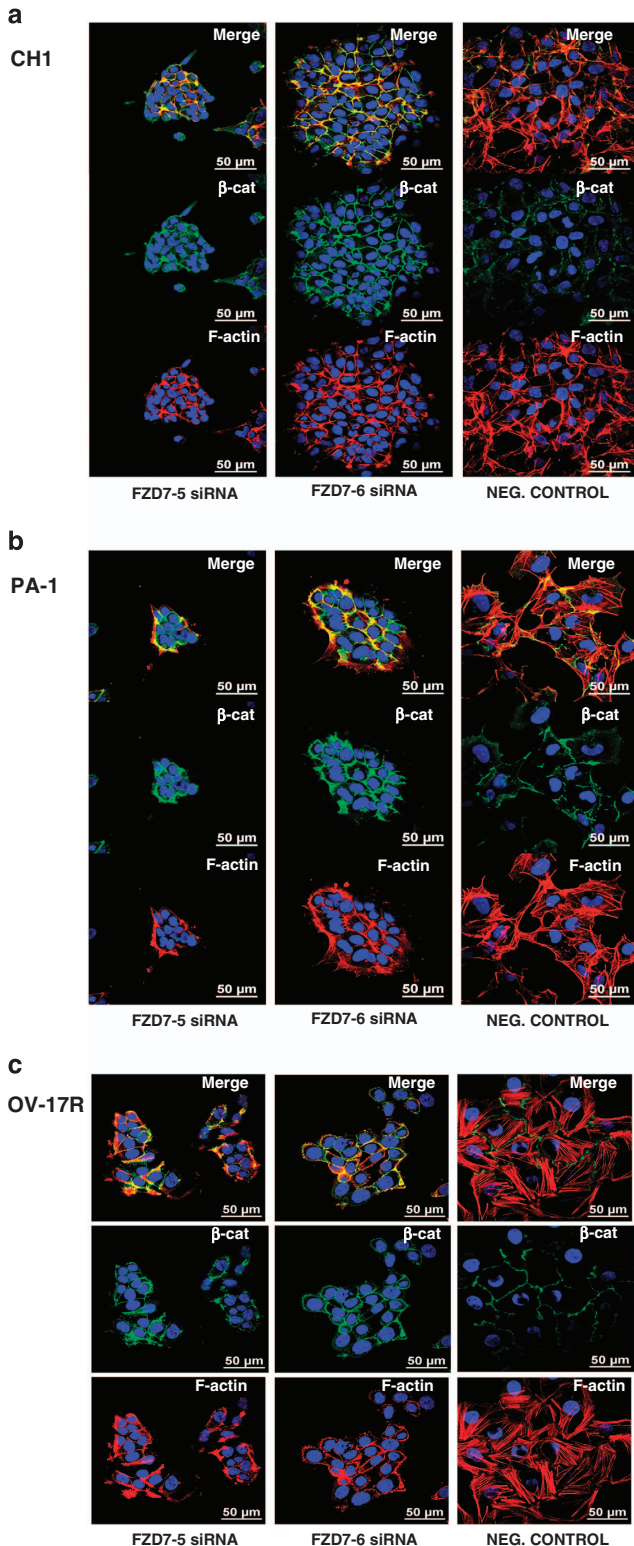 a
CH1
Merge Merge Merge
50 µm 50 µm 50 µm
β-cat β-cat β-cat
50 µm 50 µm 50 µm
F-actin F-actin F-actin
50 µm 50 µm 50 µm
FZD7-5 siRNA FZD7-6 siRNA NEG. CONTROL
b
PA-1
Merge Merge Merge
50 µm 50 µm 50 µm
β-cat β-cat β-cat
50 µm 50 µm 50 µm
F-actin F-actin F-actin
50 µm 50 µm 50 µm
FZD7-5 siRNA FZD7-6 siRNA NEG. CONTROL
c
OV-17R
Merge Merge Merge
50 µm 50 µm 50 µm
β-cat β-cat β-cat
50 µm 50 µm 50 µm
F-actin F-actin F-actin
50 µm 50 µm 50 µm
FZD7-5 siRNA FZD7-6 siRNA NEG. CONTROL